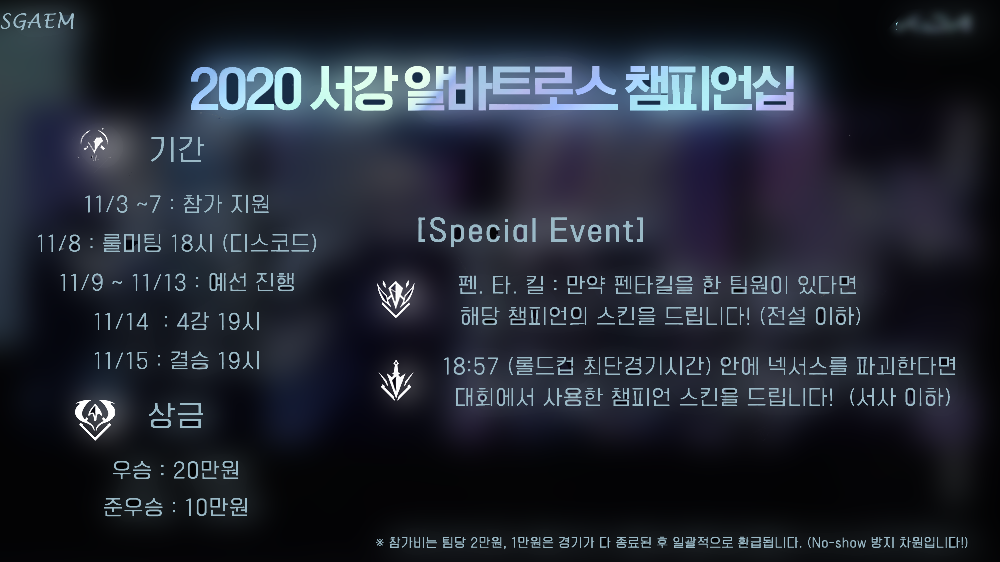 SGAEM
2020 서강 알바트로스 챔피언십
기간
11/3 ~7 : 참가 지원
11/8 : 룰미팅 18시 (디스코드)
11/9 ~ 11/13 : 예선 진행
11/14 : 4강 19시
11/15 : 결승 19시
상금
우승 : 20만원
준우승 : 10만원
[Special Event]
펜. 타. 킬 : 만약 펜타킬을 한 팀원이 있다면
해당 챔피언의 스킨을 드립니다! (전설 이하)
18:57 (롤드컵 최단경기시간) 안에 넥서스를 파괴한다면
대회에서 사용한 챔피언 스킨을 드립니다! (서사 이하)
※ 참가비는 팀당 2만원, 1만원은 경기가 다 종료된 후 일괄적으로 환급됩니다. (No-show 방지 차원입니다!)